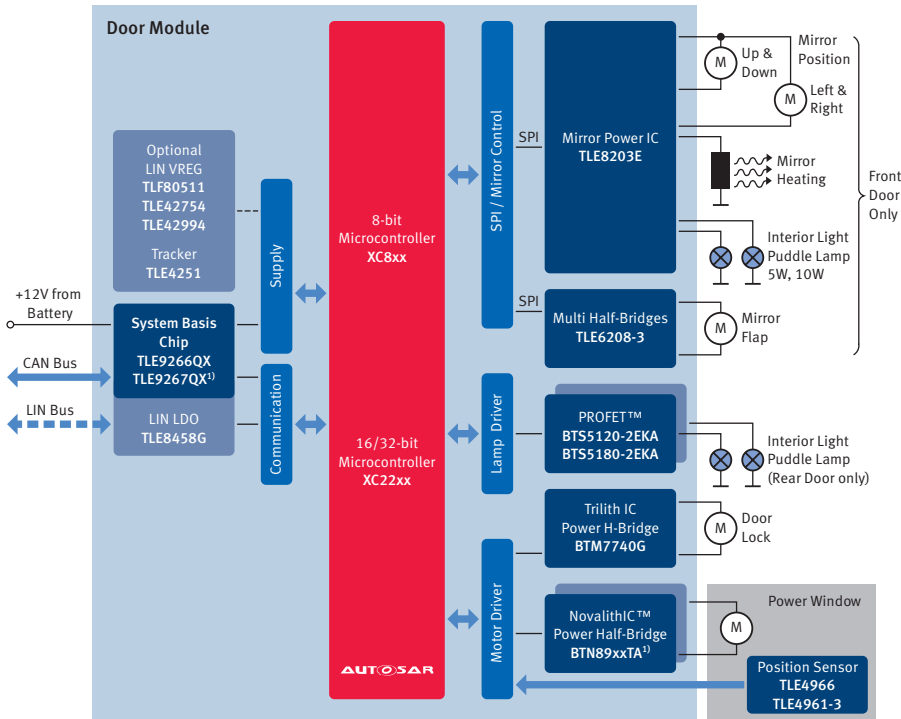 Door Module
Optional
LIN VREG
TLF80511
TLE42754
TLE42994
Tracker
TLE4251
+12V from
Battery
System Basis
Chip
TLE9266QX
TLE9267QX1)
CAN Bus
LIN Bus
LIN LDO
TLE8458G
Supply
Communication
8-bit
Microcontroller
XC8xx
16/32-bit
Microcontroller
XC22xx
AUTOSAR
SPI / Mirror Control
Lamp Driver
Motor Driver
SPI
Mirror Power IC
TLE8203E
SPI
Multi Half-Bridges
TLE6208-3
PROFET™
BTS5120-2EKA
BTS5180-2EKA
Trilith IC
Power H-Bridge
BTM7740G
NovalithIC™
Power Half-Bridge
BTN89xxTA1)
M
Up &
Down
Mirror
Position
M
Left &
Right
Mirror
Heating
Interior Light
Puddle Lamp
5W, 10W
M
Mirror
Flap
Front
Door
Only
Interior Light
Puddle Lamp
(Rear Door only)
M
Door
Lock
Power Window
M
Position Sensor
TLE4966
TLE4961-3